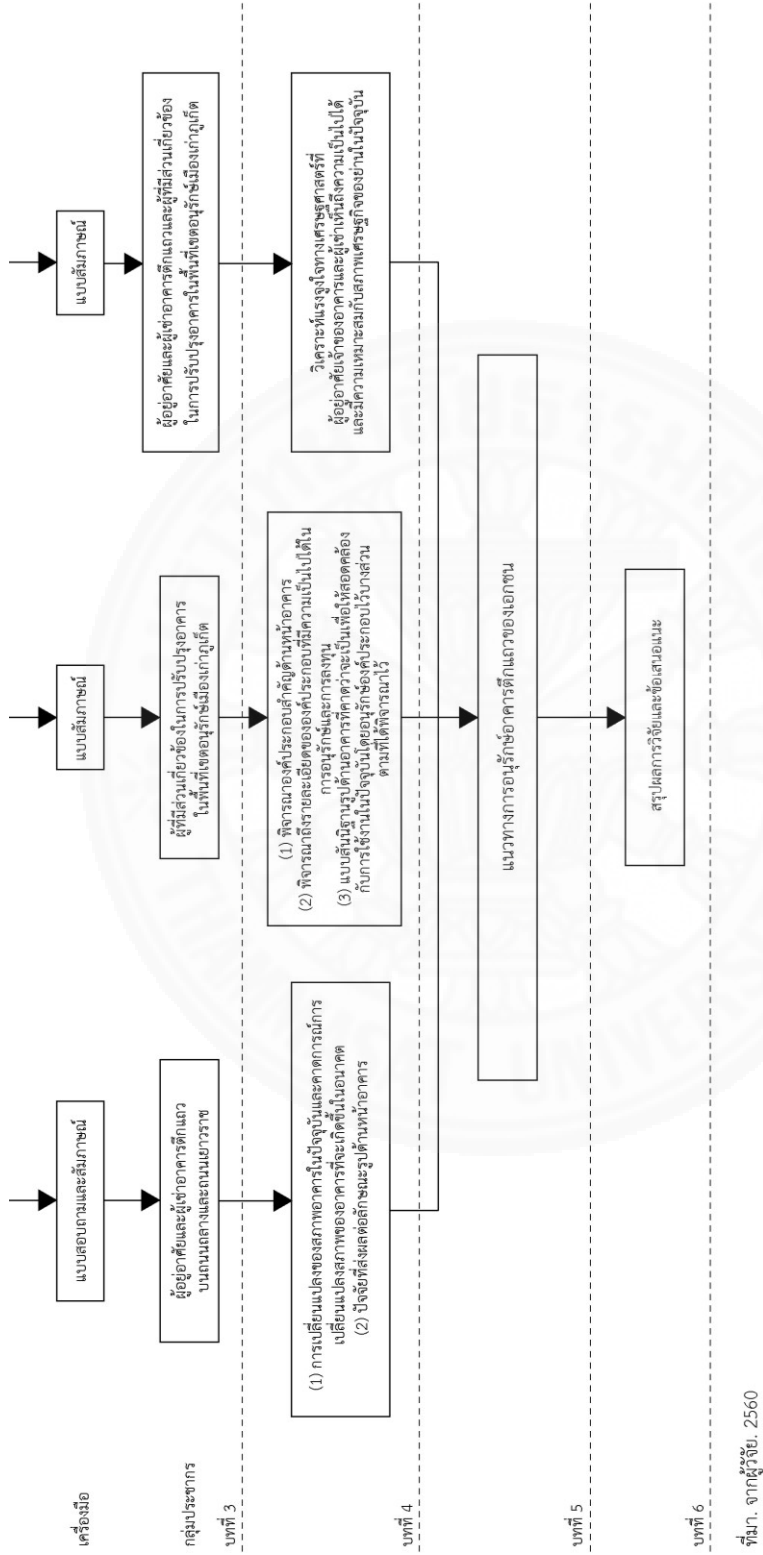 เครื่องมือ
แบบสอบถามและสัมภาษณ์
แบบสัมภาษณ์
แบบสัมภาษณ์
กลุ่มประชากร
ผู้อยู่อาศัยและผู้เช่าอาคารตึกแถว
บนถนนถลางและถนนเยาวราช
ผู้ที่มีส่วนเกี่ยวข้องในการปรับปรุงอาคาร
ในพื้นที่เขตอนุรักษ์เมืองเก่าภูเก็ต
ผู้อยู่อาศัยและผู้เช่าอาคารตึกแถวและผู้ที่มีส่วนเกี่ยวข้อง
ในการปรับปรุงอาคารในพื้นที่เขตอนุรักษ์เมืองเก่าภูเก็ต
บทที่ 3
(1) การเปลี่ยนแปลงของสภาพอาคารในปัจจุบันและคาดการณ์การ
เปลี่ยนแปลงสภาพของอาคารที่จะเกิดขึ้นในอนาคต
(2) ปัจจัยที่ส่งผลต่อลักษณะรูปด้านหน้าอาคาร
(1) พิจารณาองค์ประกอบสำคัญด้านหน้าอาคาร
(2) พิจารณาถึงรายละเอียดขององค์ประกอบที่มีความเป็นไปได้ใน
การอนุรักษ์และการลงทุน
(3) แบบสันนิฐานรูปด้านอาคารที่คาดว่าจะเป็นเพื่อให้สอดคล้อง
กับการใช้งานในปัจจุบันโดยอนุรักษ์องค์ประกอบไว้บางส่วน
ตามที่ได้พิจารณาไว้
วิเคราะห์แรงจูงใจทางเศรษฐศาสตร์ที่
ผู้อยู่อาศัยเจ้าของอาคารและผู้เช่าเห็นถึงความเป็นไปได้
และมีความเหมาะสมกับสภาพเศรษฐกิจของย่านในปัจจุบัน
บทที่ 4
แนวทางการอนุรักษ์อาคารตึกแถวของเอกชน
บทที่ 5
สรุปผลการวิจัยและข้อเสนอแนะ
บทที่ 6
ที่มา. จากผู้วิจัย. 2560